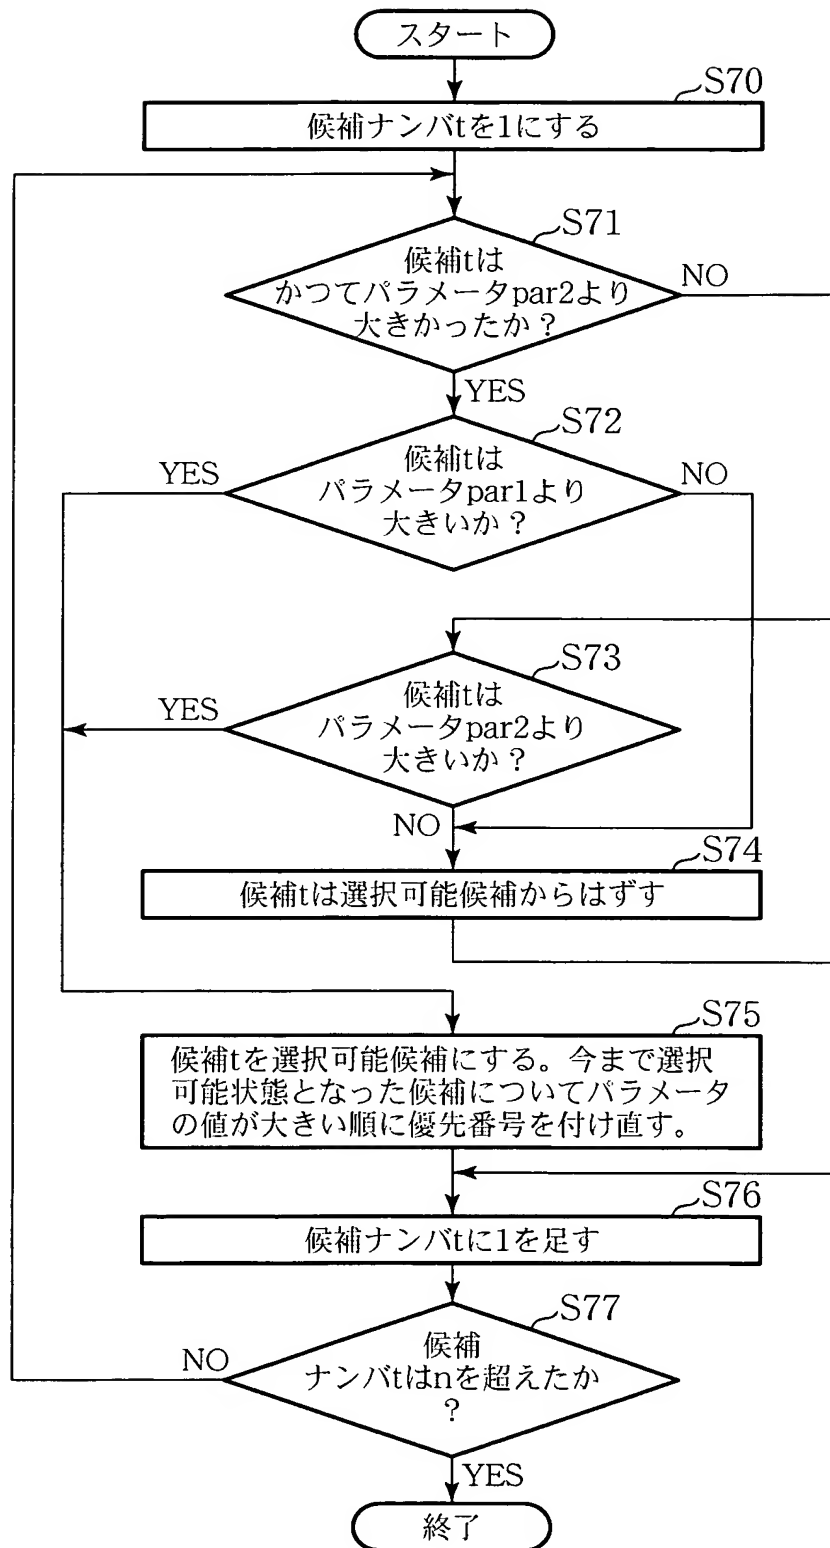 スタート
S70
候補ナンバtを1にする
S71
候補tは
かつてパラメータpar2より
大きかったか？
NO
YES
S72
候補tは
パラメータpar1より
大きいか？
YES
NO
S73
候補tは
パラメータpar2より
大きいか？
YES
NO
S74
候補tは選択可能候補からはずす
S75
候補tを選択可能候補にする。今まで選択
可能状態となった候補についてパラメータ
の値が大きい順に優先番号を付け直す。
S76
候補ナンバtに1を足す
S77
候補
ナンバtはnを超えたか
？
NO
YES
終了